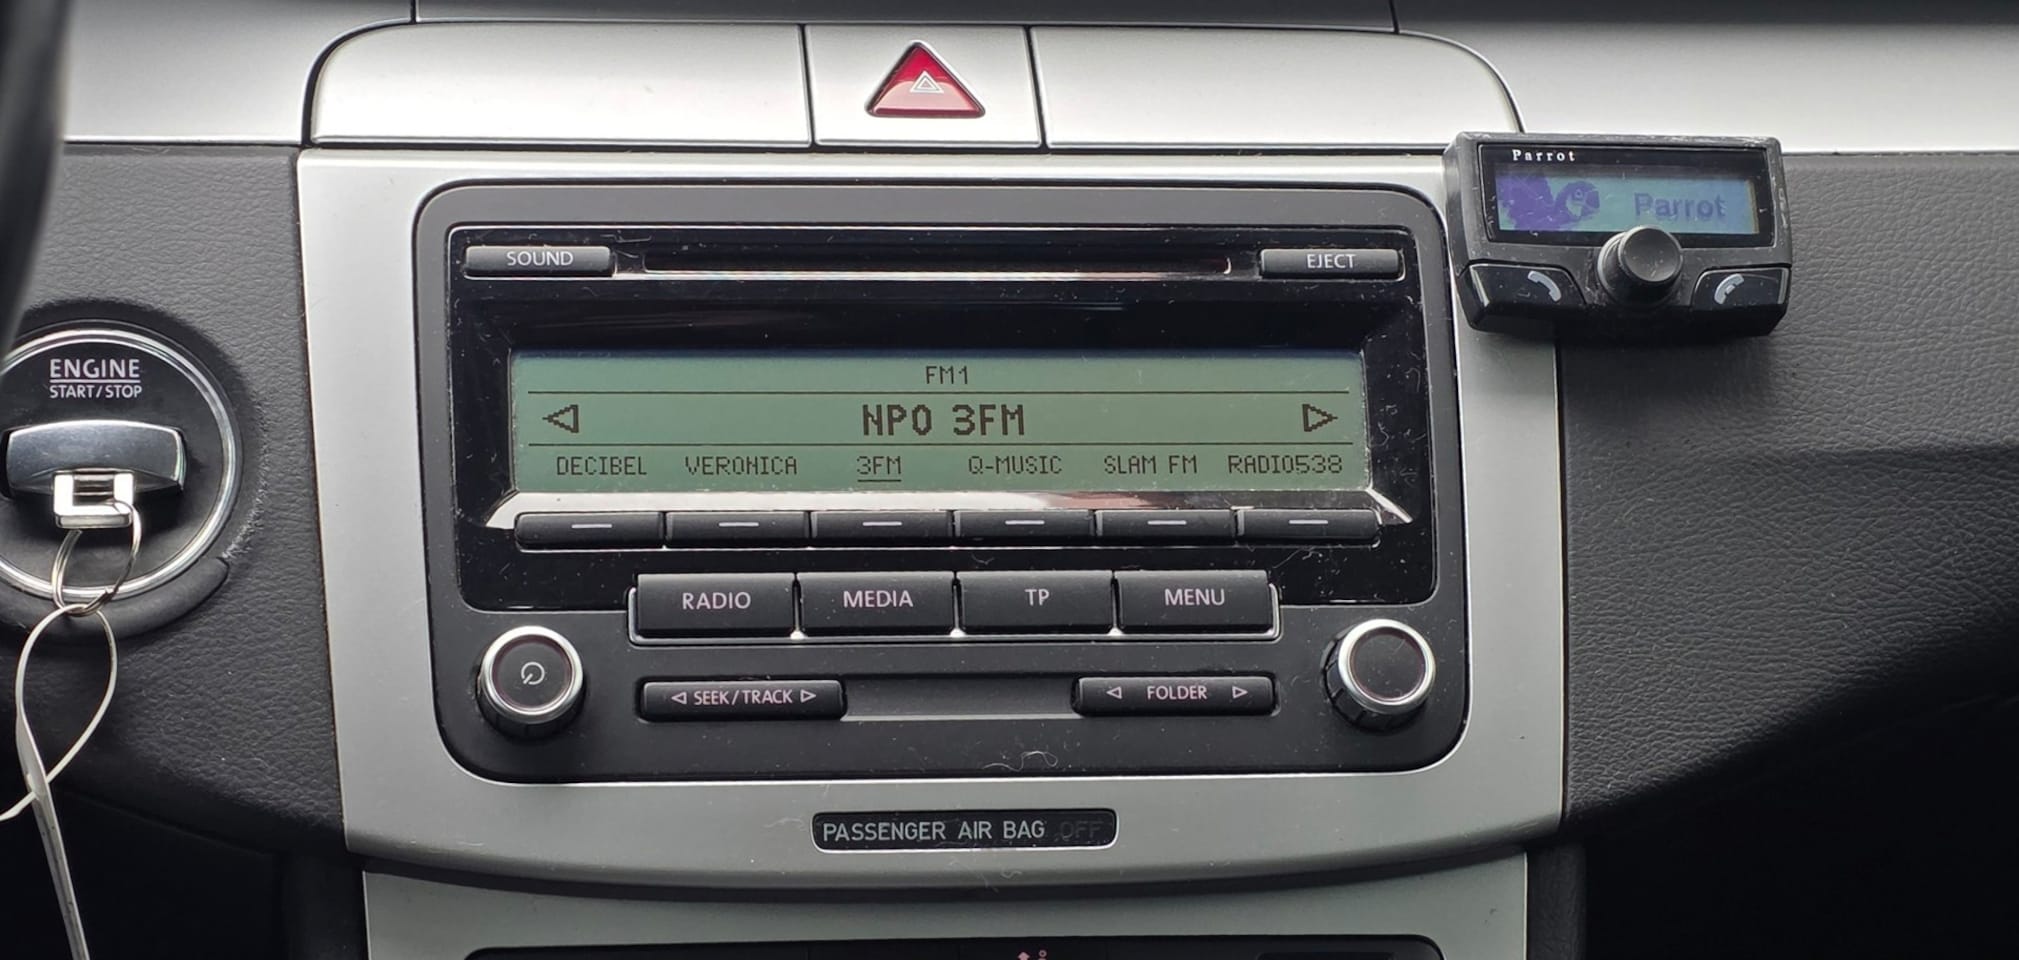 Parrot
Parrot
SOUND
EJECT
ENGINE
START/STOP
FM1
NPO 3FM
DECIBEL VERONICA 3FM Q-MUSIC SLAM FM RADIO538
RADIO MEDIA TP MENU
SEEK/TRACK
FOLDER
PASSENGER AIR BAG OFF